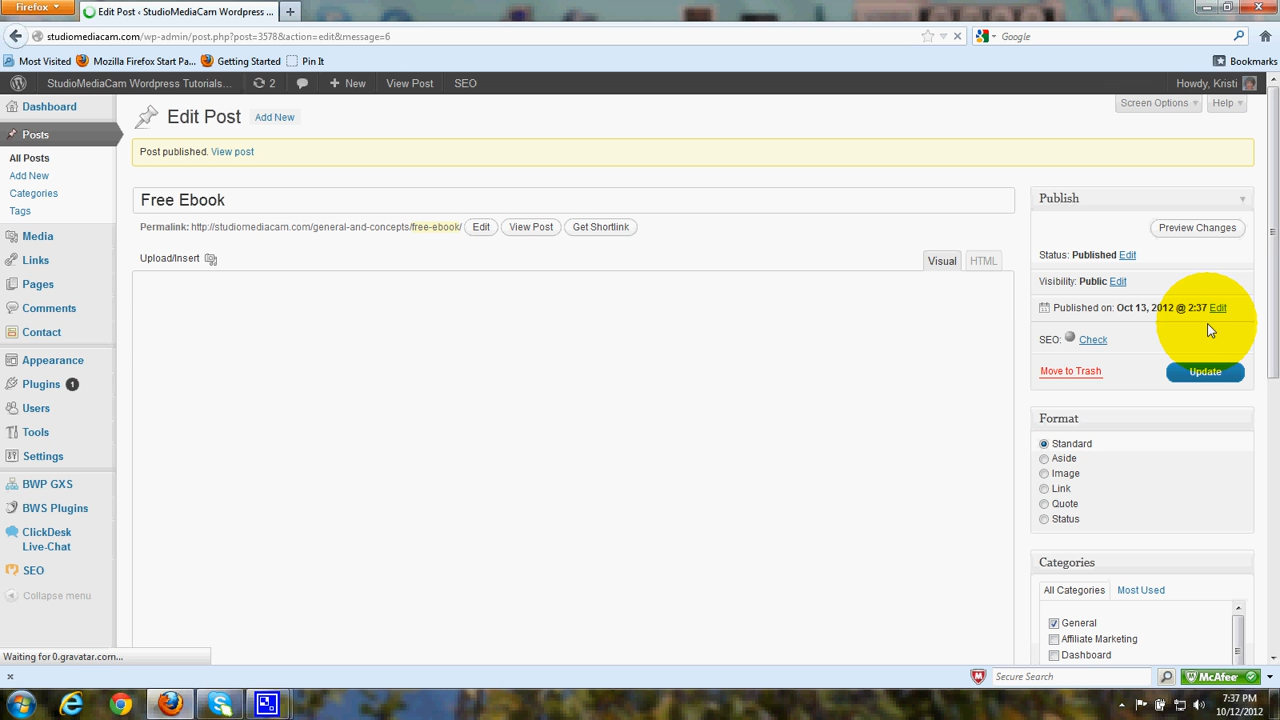 Firefox
Edit Post ‹ StudioMediaCam Wordpress ...
studiomediacam.com/wp-admin/post.php?post=3578&action=edit&message=6
Google
Most Visited
Mozilla Firefox Start Pa...
Getting Started
Pin It
Bookmarks
StudioMediaCam Wordpress Tutorials...
2
New
View Post
SEO
Howdy, Kristi
Dashboard
Posts
All Posts
Add New
Categories
Tags
Media
Links
Pages
Comments
Contact
Appearance
Plugins 1
Users
Tools
Settings
BWP GXS
BWS Plugins
ClickDesk
Live-Chat
SEO
Collapse menu
Edit Post
Add New
Screen Options
Help
Post published. View post
Free Ebook
Permalink: http://studiomediacam.com/general-and-concepts/free-ebook/ Edit View Post Get Shortlink
Upload/Insert
Visual
HTML
Publish
Preview Changes
Status: Published Edit
Visibility: Public Edit
Published on: Oct 13, 2012 @ 2:37 Edit
SEO: Check
Move to Trash
Update
Format
Standard
Aside
Image
Link
Quote
Status
Categories
All Categories
Most Used
General
Affiliate Marketing
Dashboard
Waiting for 0.gravatar.com...
Secure Search
McAfee
7:37 PM
10/12/2012